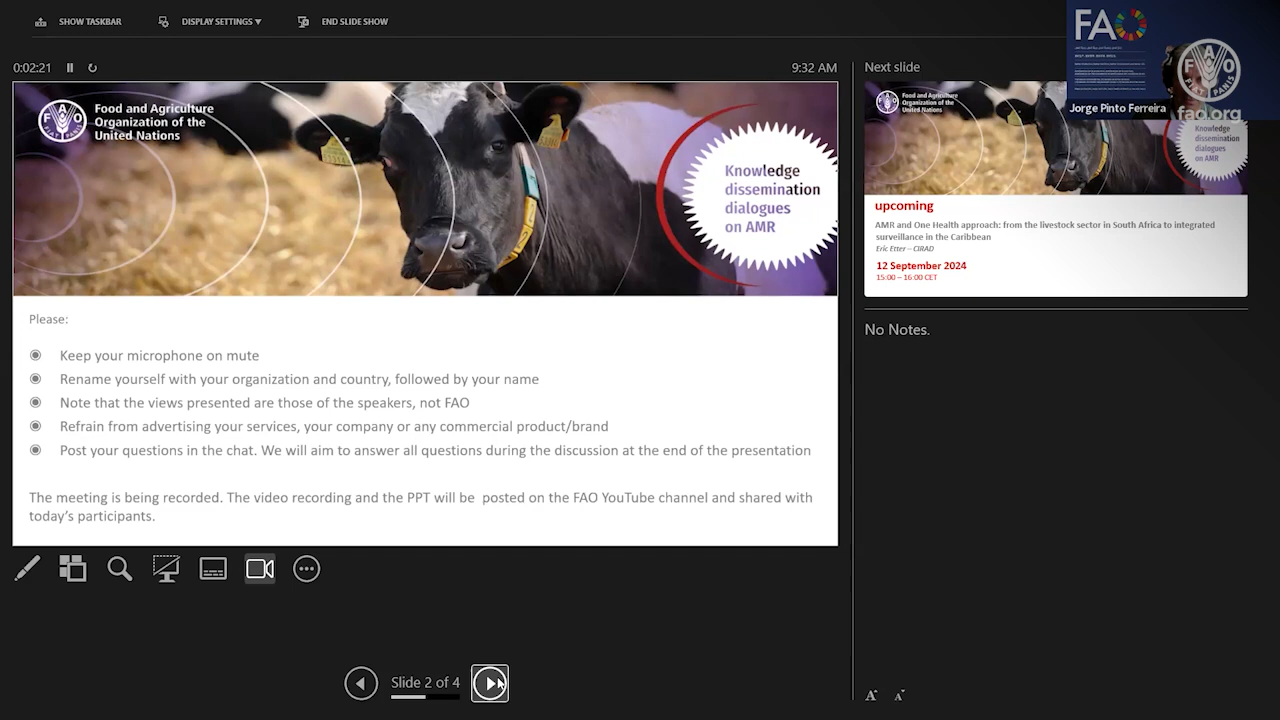 SHOW TASKBAR
DISPLAY SETTINGS
END SLIDE SHOW
FAO
Jorge Pinto Ferreira
fao.org
0:02:21
Next slide
Food and Agriculture
Organization of the
United Nations
Knowledge
dissemination
dialogues
on AMR
Please:
Keep your microphone on mute
Rename yourself with your organization and country, followed by your name
Note that the views presented are those of the speakers, not FAO
Refrain from advertising your services, your company or any commercial product/brand
Post your questions in the chat. We will aim to answer all questions during the discussion at the end of the presentation
The meeting is being recorded. The video recording and the PPT will be posted on the FAO YouTube channel and shared with
today's participants.
Slide 2 of 4
Food and Agriculture
Organization of the
United Nations
Knowledge
dissemination
dialogues
on AMR
upcoming
AMR and One Health approach: from the livestock sector in South Africa to integrated
surveillance in the Caribbean
Eric Etter – CIRAD
12 September 2024
15:00 – 16:00 CET
No Notes.